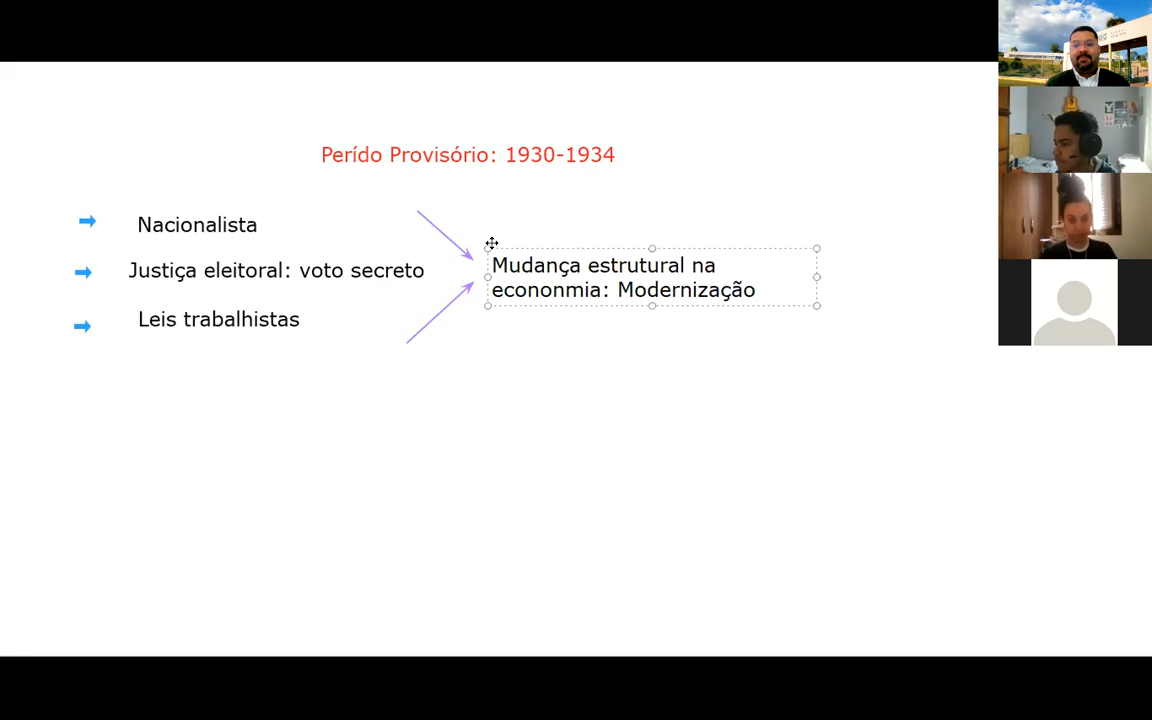 Perído Provisório: 1930-1934
Nacionalista
Justiça eleitoral: voto secreto
Leis trabalhistas
Mudança estrutural na
econonmia: Modernização